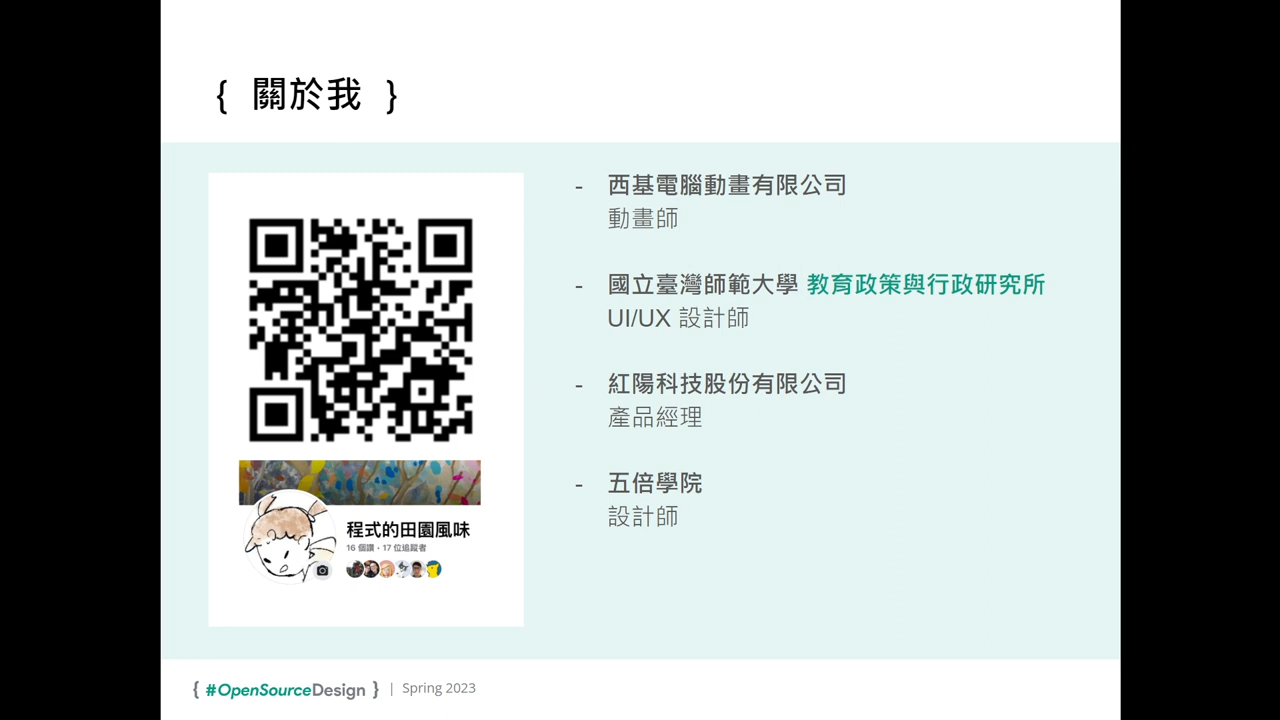 { 關於我 }
- 西基電腦動畫有限公司
動畫師
- 國立臺灣師範大學 教育政策與行政研究所
UI/UX 設計師
- 紅陽科技股份有限公司
產品經理
- 五倍學院
設計師
程式的田園風味
16 個讚・17 位追蹤者
{ #OpenSourceDesign } | Spring 2023